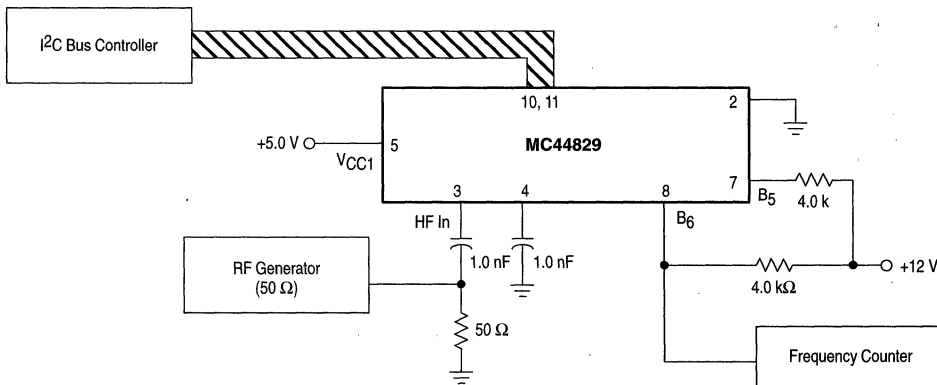 I²C Bus Controller
10, 11
2
+5.0 V
VCC1
5
MC44829
7
B5
4.0 k
3
4
8
HF In
B6
1.0 nF
1.0 nF
RF Generator
(50 Ω)
4.0 kΩ
+12 V
50 Ω
Frequency Counter